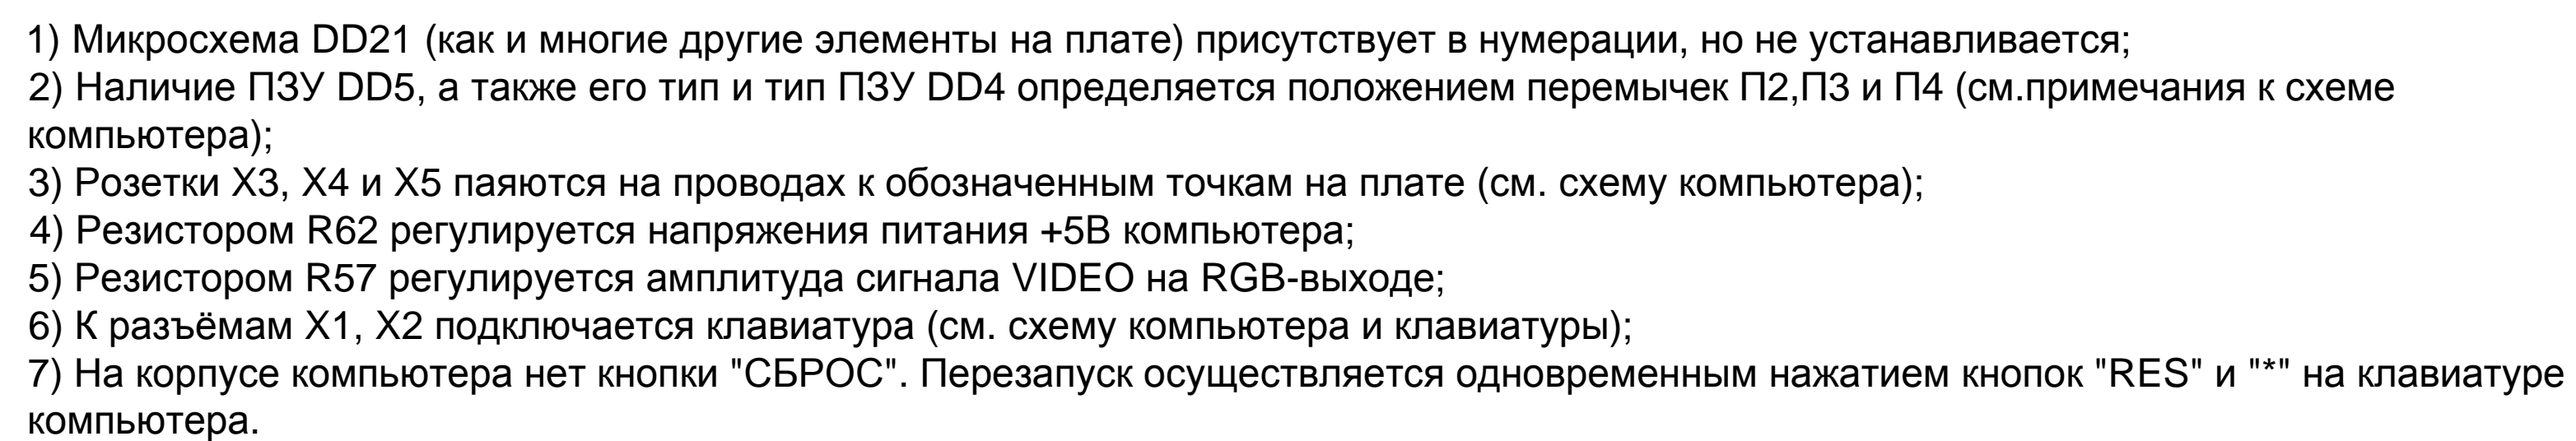 1) Микросхема DD21 (как и многие другие элементы на плате) присутствует в нумерации, но не устанавливается;
2) Наличие ПЗУ DD5, а также его тип и тип ПЗУ DD4 определяется положением перемычек П2,П3 и П4 (см.примечания к схеме
компьютера);
3) Розетки X3, X4 и X5 паяются на проводах к обозначенным точкам на плате (см. схему компьютера);
4) Резистором R62 регулируется напряжения питания +5В компьютера;
5) Резистором R57 регулируется амплитуда сигнала VIDEO на RGB-выходе;
6) К разъёмам X1, X2 подключается клавиатура (см. схему компьютера и клавиатуры);
7) На корпусе компьютера нет кнопки "СБРОС". Перезапуск осуществляется одновременным нажатием кнопок "RES" и "*" на клавиатуре
компьютера.